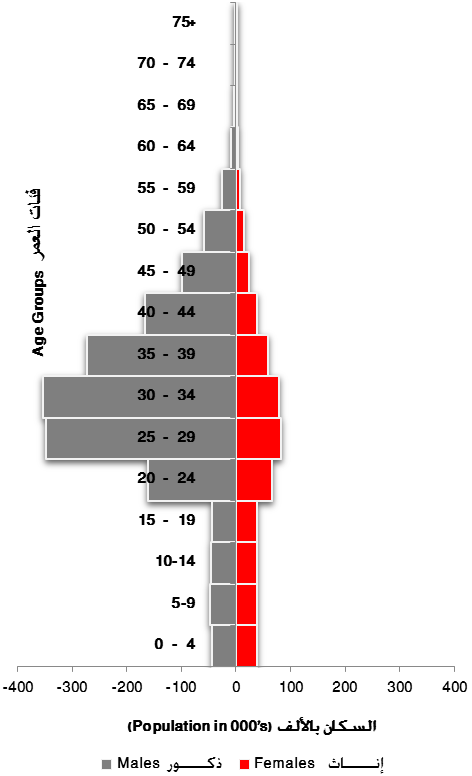 75+
70 - 74
65 - 69
60 - 64
55 - 59
50 - 54
45 - 49
40 - 44
35 - 39
30 - 34
25 - 29
20 - 24
15 - 19
10-14
5-9
0 - 4
Age Groups فئات العمر
-400 -300 -200 -100 0 100 200 300 400
(Population in 000's) السكان بالألف
Males ذكــــور Females إنــــاث